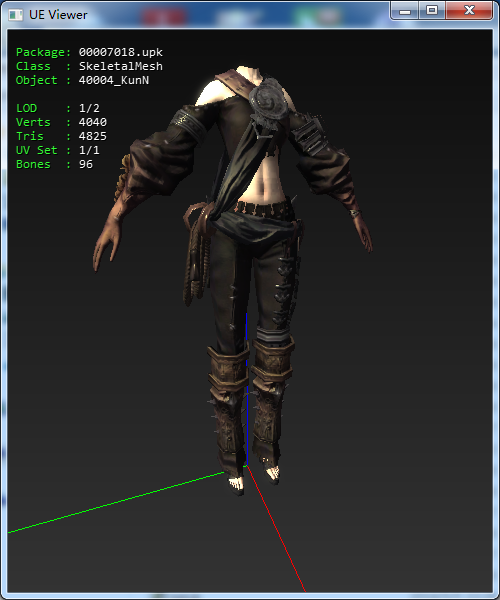 UE Viewer
Package: 00007018.upk
Class : SkeletalMesh
Object : 40004_KunN
LOD : 1/2
Verts : 4040
Tris : 4825
UV Set : 1/1
Bones : 96